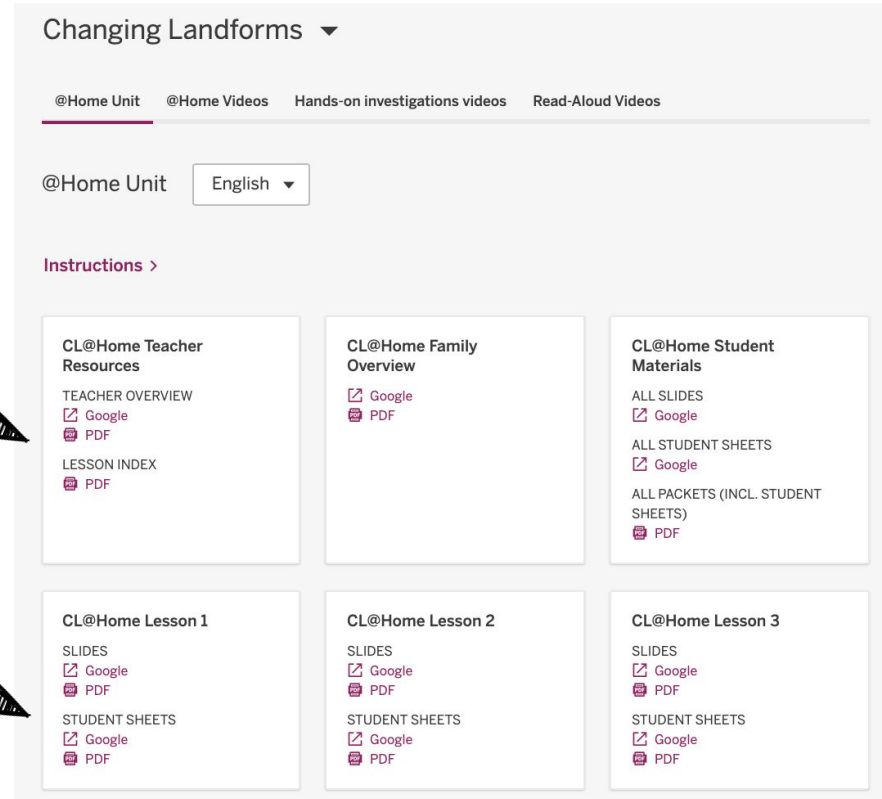 Changing Landforms
@Home Unit @Home Videos Hands-on investigations videos Read-Aloud Videos
@Home Unit English
Instructions >
CL@Home Teacher
Resources
TEACHER OVERVIEW
Google
PDF
LESSON INDEX
PDF
CL@Home Family
Overview
Google
PDF
CL@Home Student
Materials
ALL SLIDES
Google
ALL STUDENT SHEETS
Google
ALL PACKETS (INCL. STUDENT
SHEETS)
PDF
CL@Home Lesson 1
SLIDES
Google
PDF
STUDENT SHEETS
Google
PDF
CL@Home Lesson 2
SLIDES
Google
PDF
STUDENT SHEETS
Google
PDF
CL@Home Lesson 3
SLIDES
Google
PDF
STUDENT SHEETS
Google
PDF